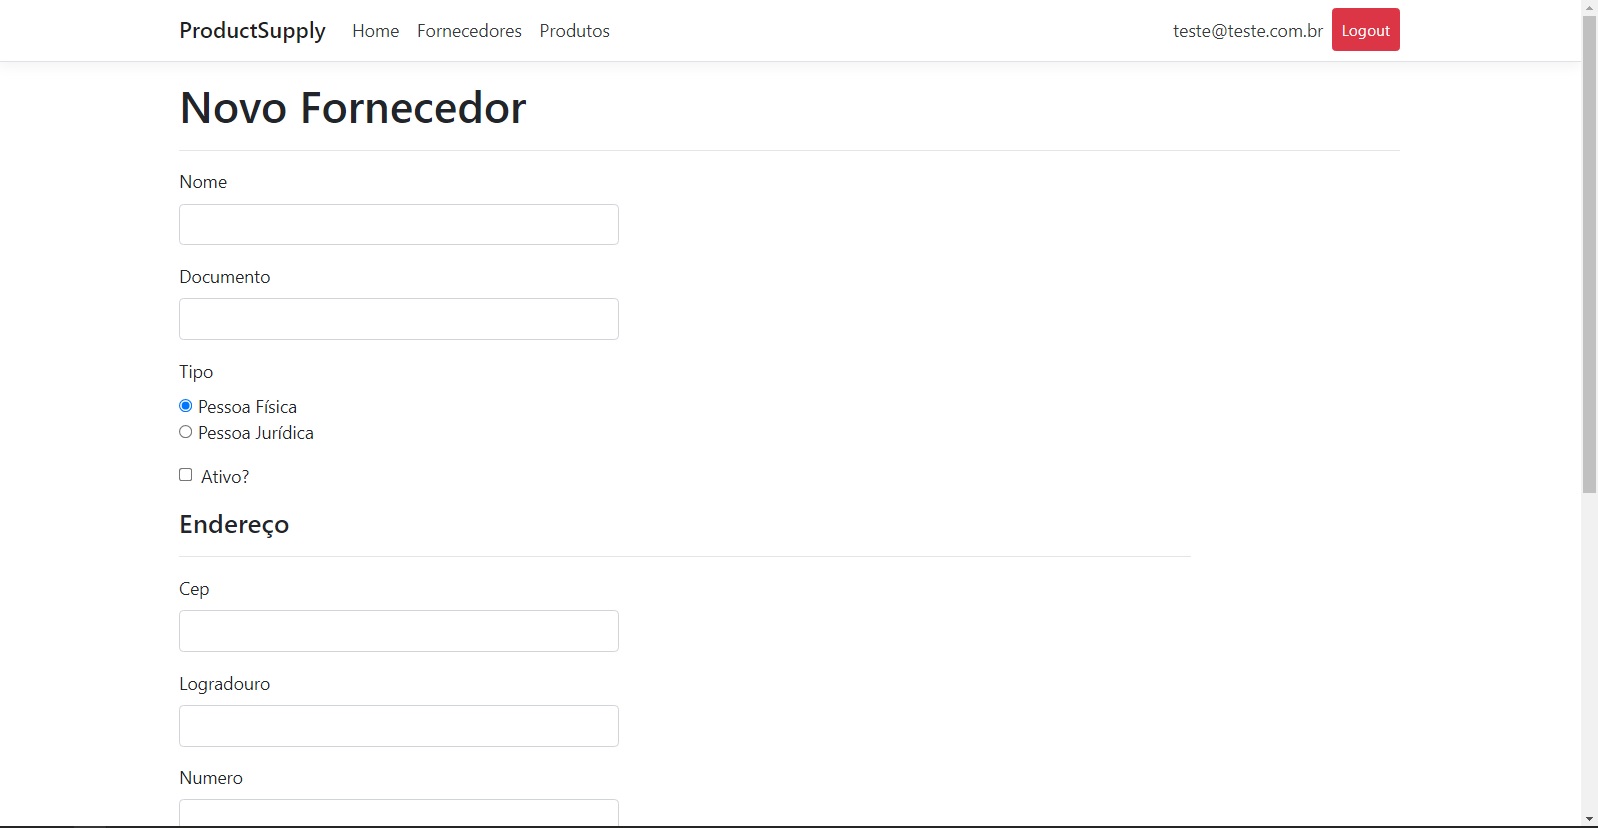 ProductSupply Home Fornecedores Produtos teste@teste.com.br Logout
Novo Fornecedor
Nome
Documento
Tipo
Pessoa Física
Pessoa Jurídica
Ativo?
Endereço
Cep
Logradouro
Numero